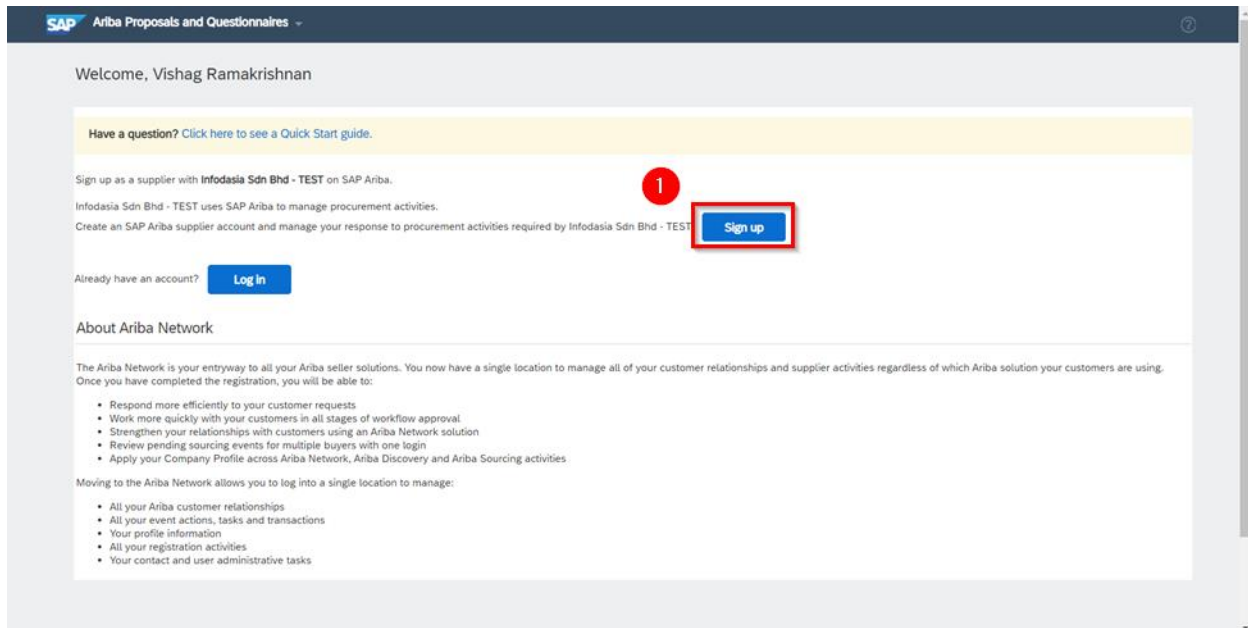 SAP Ariba Proposals and Questionnaires
Welcome, Vishag Ramakrishnan
Have a question? Click here to see a Quick Start guide.
Sign up as a supplier with Infodasia Sdn Bhd - TEST on SAP Ariba.
1
Infodasia Sdn Bhd - TEST uses SAP Ariba to manage procurement activities.
Create an SAP Ariba supplier account and manage your response to procurement activities required by Infodasia Sdn Bhd - TEST Sign up
Already have an account? Log in
About Ariba Network
The Ariba Network is your entryway to all your Ariba seller solutions. You now have a single location to manage all of your customer relationships and supplier activities regardless of which Ariba solution your customers are using.
Once you have completed the registration, you will be able to:
• Respond more efficiently to your customer requests
• Work more quickly with your customers in all stages of workflow approval
• Strengthen your relationships with customers using an Ariba Network solution
• Review pending sourcing events for multiple buyers with one login
• Apply your Company Profile across Ariba Network, Ariba Discovery and Ariba Sourcing activities
Moving to the Ariba Network allows you to log into a single location to manage:
• All your Ariba customer relationships
• All your event actions, tasks and transactions
• Your profile information
• All your registration activities
• Your contact and user administrative tasks